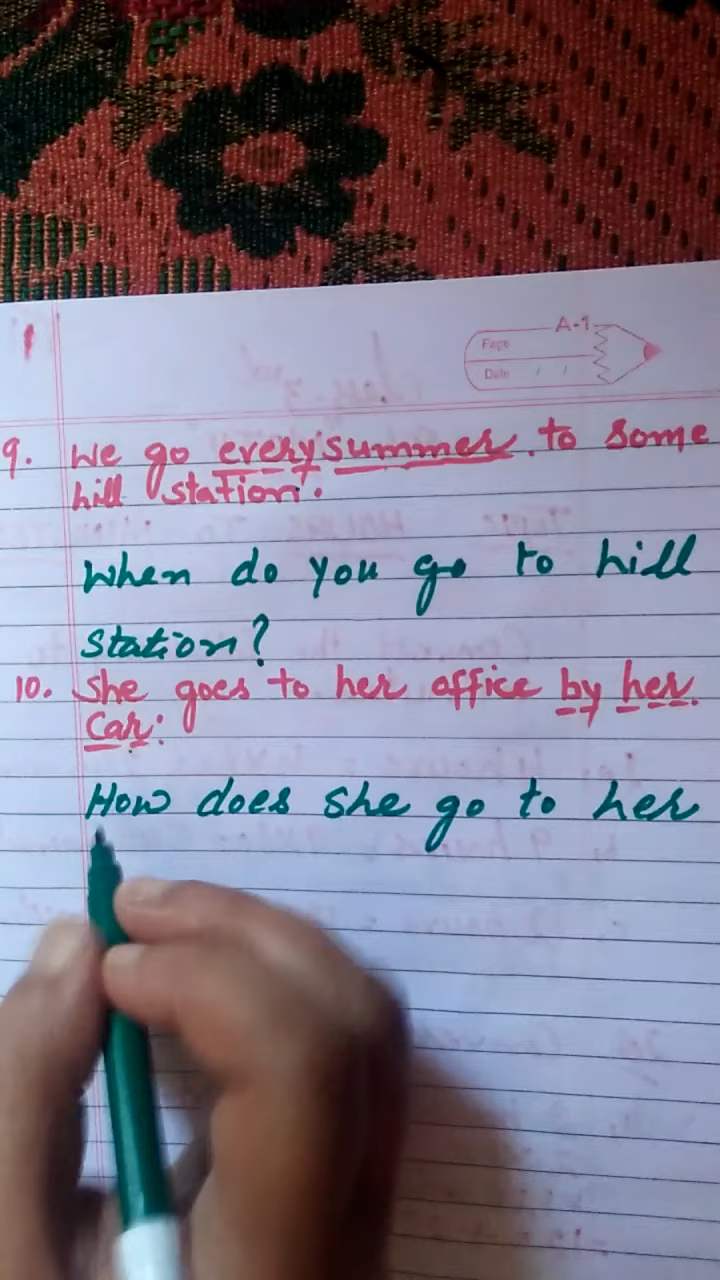 A-1
Page
Date / /
9. We go every summer to some
hill station.
When do you go to hill
station?
10. She goes to her office by her
Car.
How does she go to her